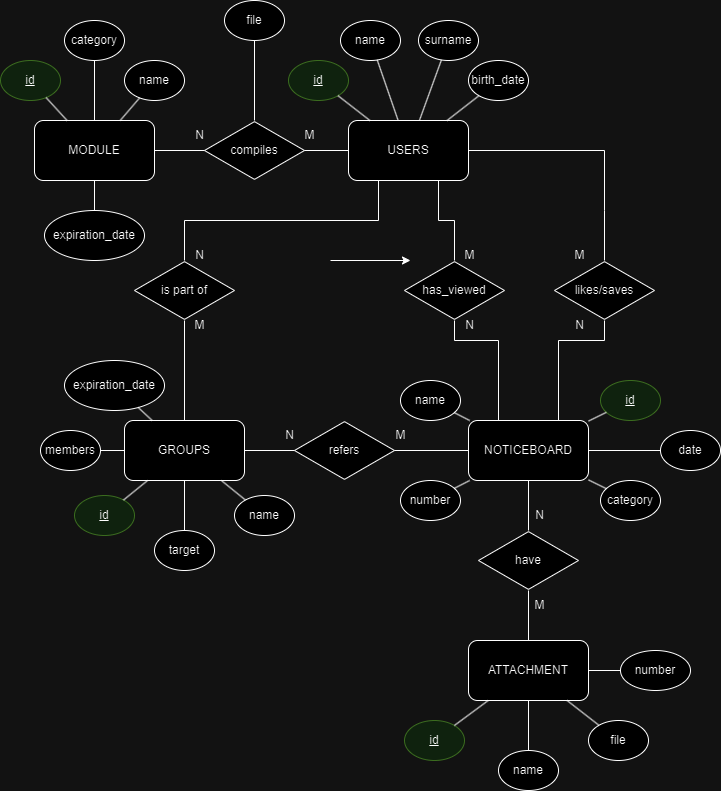 file
category
name
surname
id
name
id
birth_date
N
M
MODULE
compiles
USERS
expiration_date
N
M
M
is part of
has_viewed
likes/saves
M
N
N
expiration_date
name
id
N
M
members
GROUPS
refers
NOTICEBOARD
date
number
category
id
name
N
target
have
M
ATTACHMENT
number
id
file
name